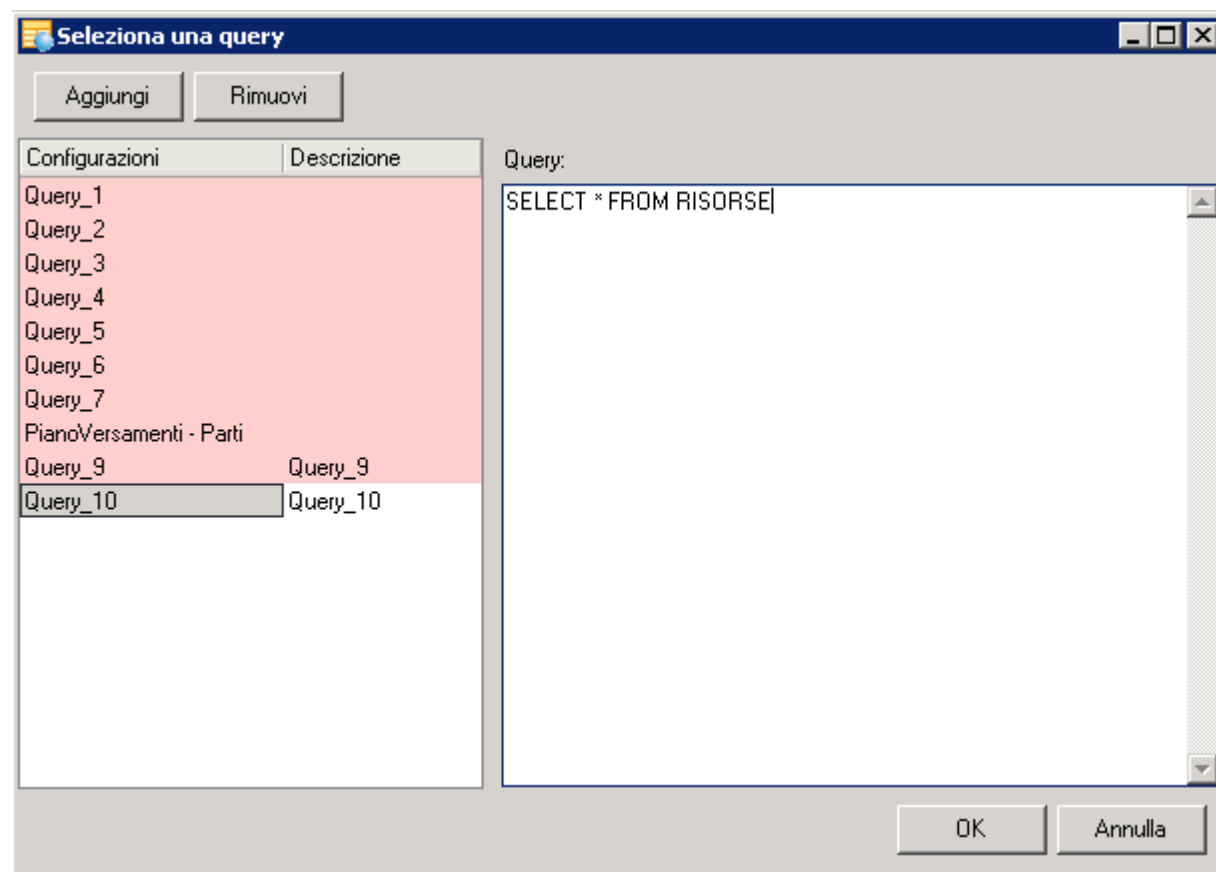 Seleziona una query
Aggiungi Rimuovi
Configurazioni Descrizione
Query_1
Query_2
Query_3
Query_4
Query_5
Query_6
Query_7
PianoVersamenti - Parti
Query_9 Query_9
Query_10 Query_10
Query:
SELECT * FROM RISORSE
OK Annulla